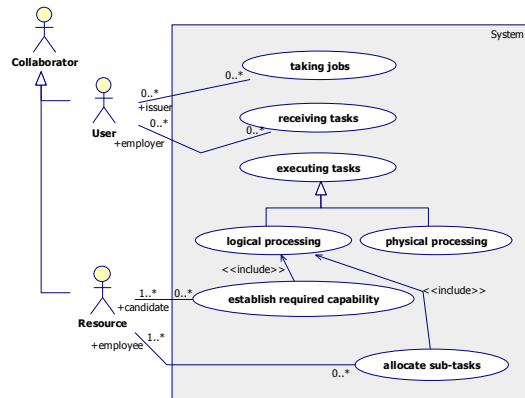 System
Collaborator
taking jobs
0..*
0..*
+issuer
User
0..*
+employer
receiving tasks
0..*
executing tasks
logical processing
physical processing
<<include>>
<<include>>
1..*
0..*
+candidate
establish required capability
Resource
1..*
+employee
0..*
allocate sub-tasks